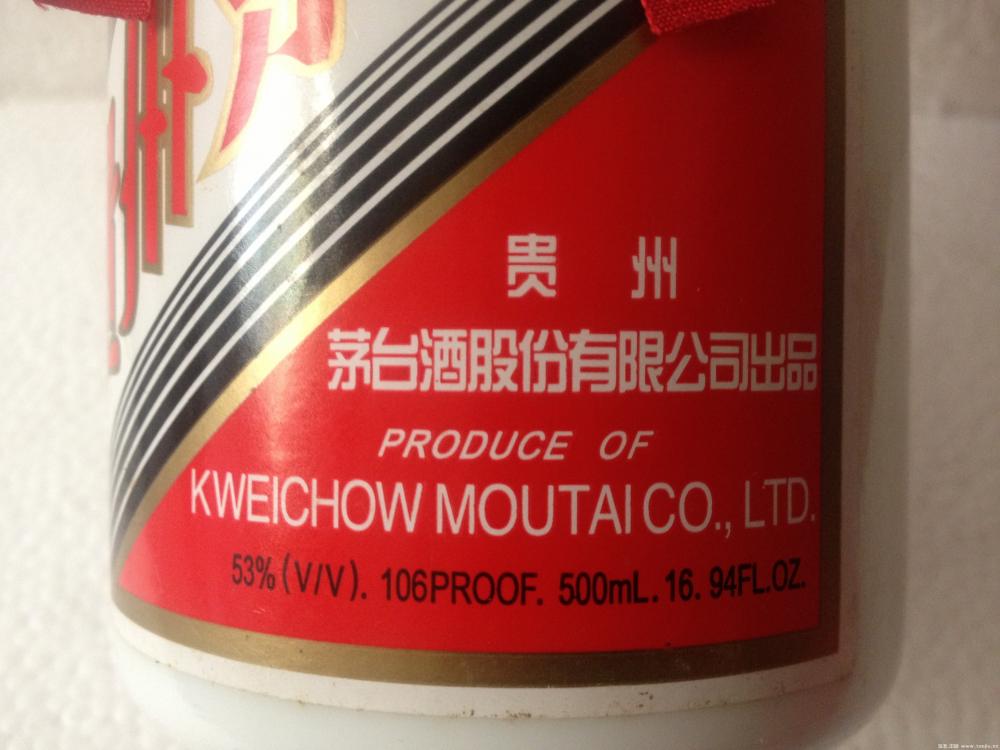 贵州
茅台酒股份有限公司出品
PRODUCE OF
KWEICHOW MOUTAI CO., LTD.
53% (V/V). 106PROOF. 500mL. 16. 94FL.OZ.